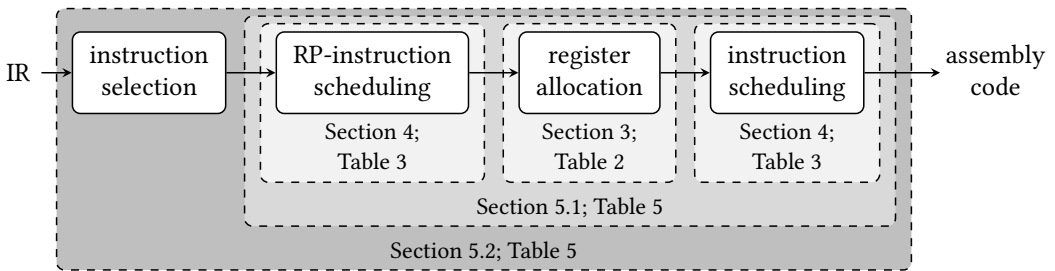 IR
instruction
selection
RP-instruction
scheduling
register
allocation
instruction
scheduling
assembly
code
Section 4;
Table 3
Section 3;
Table 2
Section 4;
Table 3
Section 5.1; Table 5
Section 5.2; Table 5